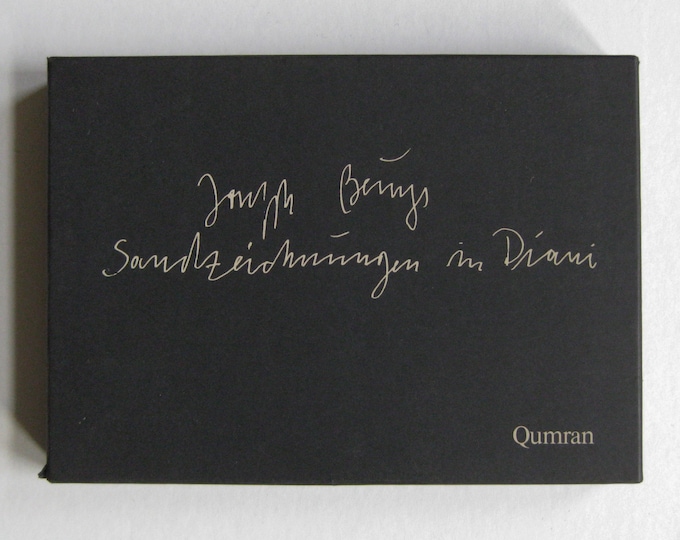 Joseph Beuys
Sandzeichnungen in Diani
Qumran